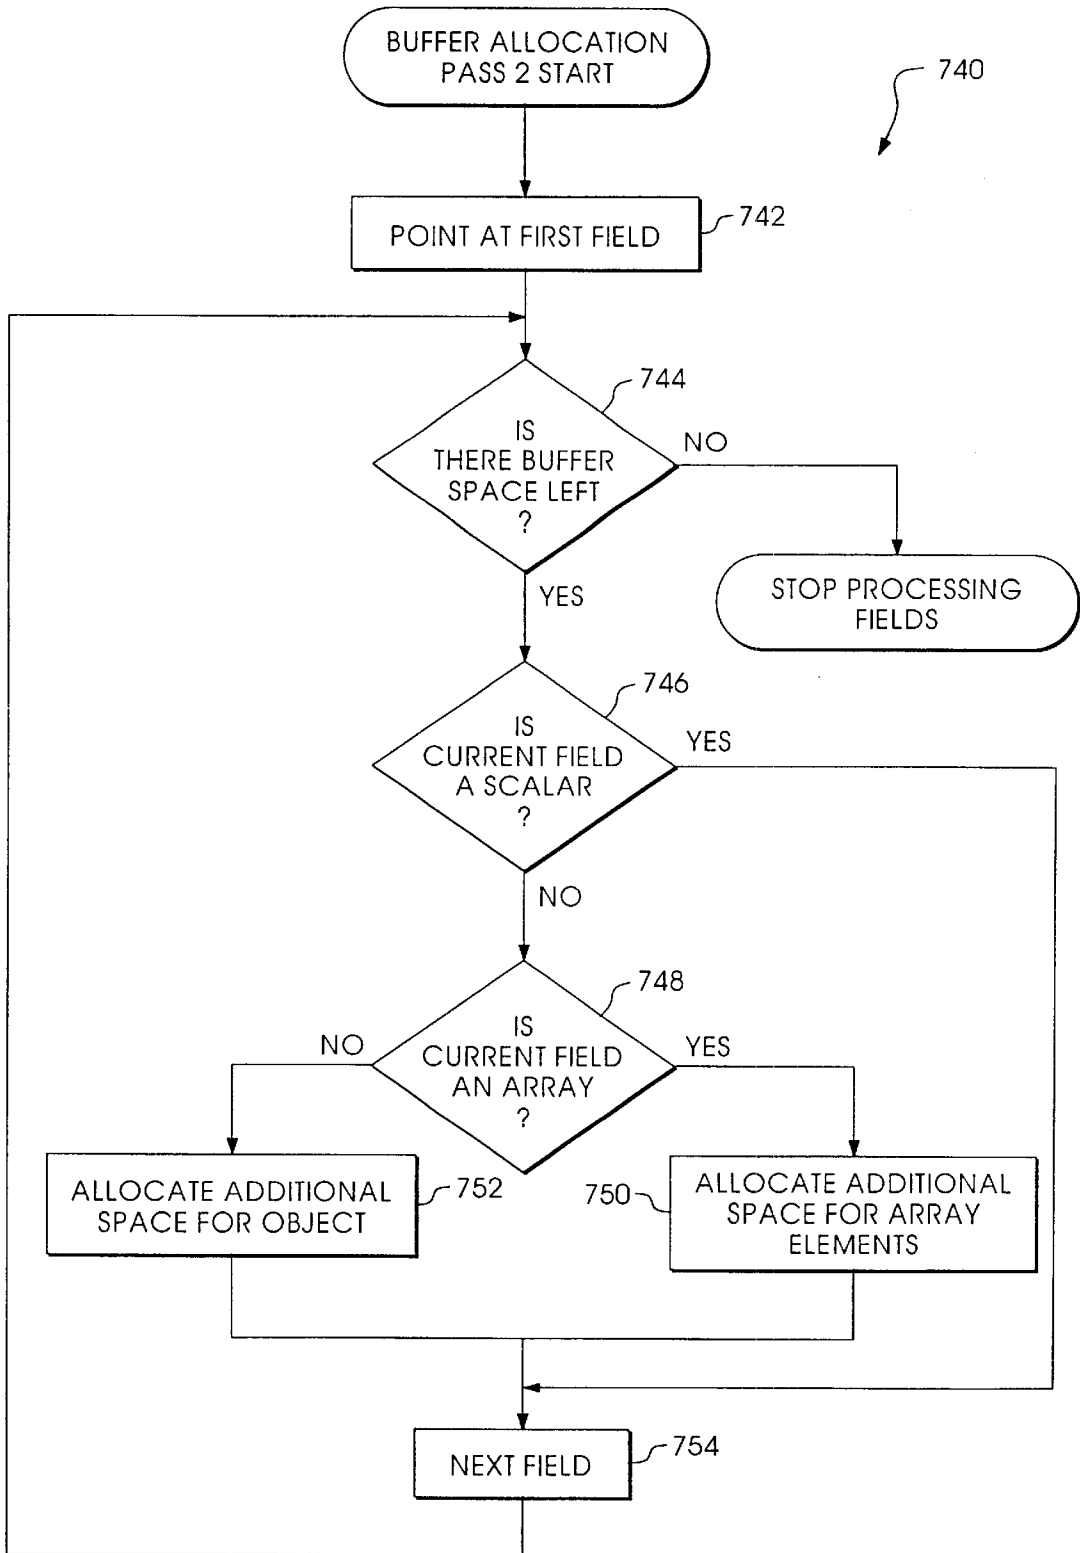 BUFFER ALLOCATION
PASS 2 START
740
POINT AT FIRST FIELD
742
744
IS
THERE BUFFER
SPACE LEFT
?
NO
YES
STOP PROCESSING
FIELDS
746
IS
CURRENT FIELD
A SCALAR
?
YES
NO
748
IS
CURRENT FIELD
AN ARRAY
?
NO
YES
ALLOCATE ADDITIONAL
SPACE FOR OBJECT
752
750
ALLOCATE ADDITIONAL
SPACE FOR ARRAY
ELEMENTS
NEXT FIELD
754